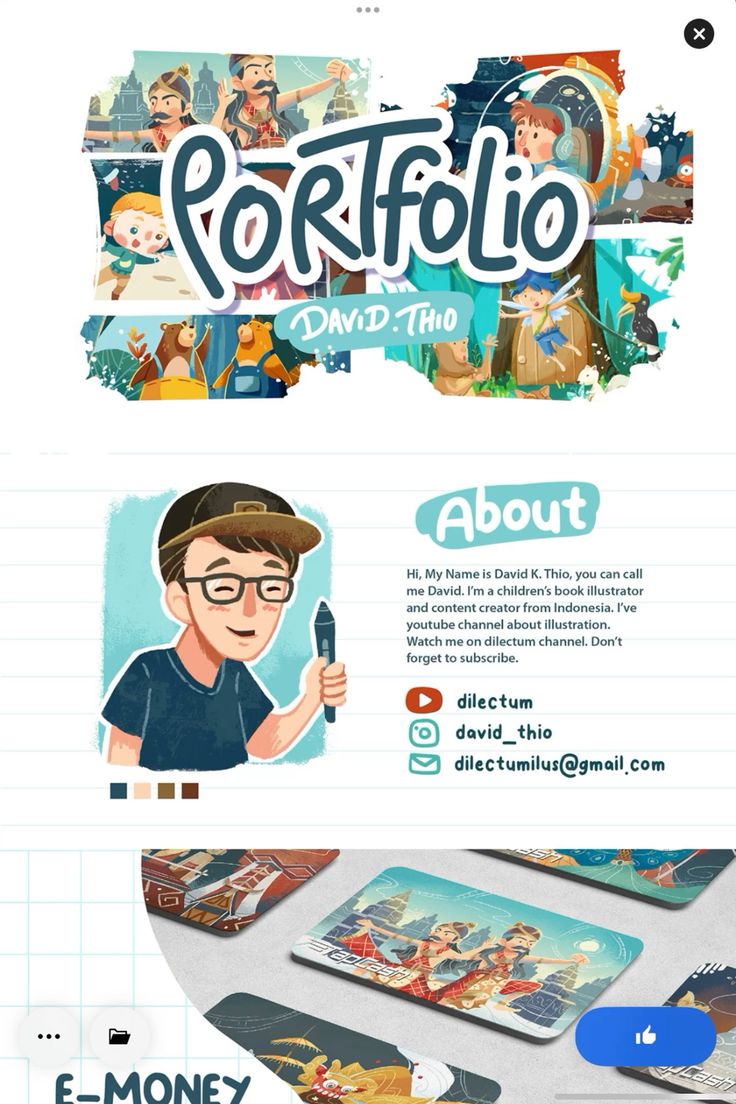 PORTFOLIO
DAVID.THIO
About
Hi, My Name is David K. Thio, you can call
me David. I'm a children's book illustrator
and content creator from Indonesia. I've
youtube channel about illustration.
Watch me on dilectum channel. Don't
forget to subscribe.
dilectum
david_thio
dilectumilus@gmail.com
TapCash
TapCash
E-MONEY